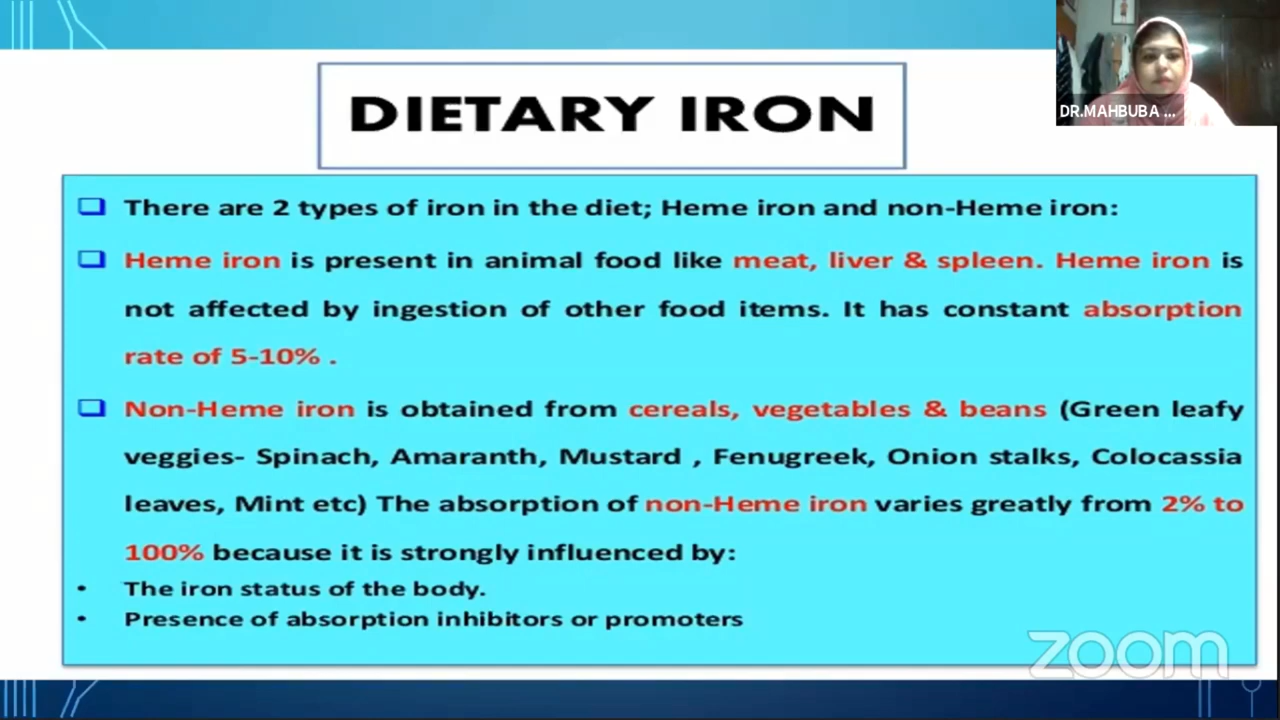 DR.MAHBUBA ...
DIETARY IRON
There are 2 types of iron in the diet; Heme iron and non-Heme iron:
Heme iron is present in animal food like meat, liver & spleen. Heme iron is
not affected by ingestion of other food items. It has constant absorption
rate of 5-10% .
Non-Heme iron is obtained from cereals, vegetables & beans (Green leafy
veggies- Spinach, Amaranth, Mustard , Fenugreek, Onion stalks, Colocassia
leaves, Mint etc) The absorption of non-Heme iron varies greatly from 2% to
100% because it is strongly influenced by:
• The iron status of the body.
• Presence of absorption inhibitors or promoters
zoom